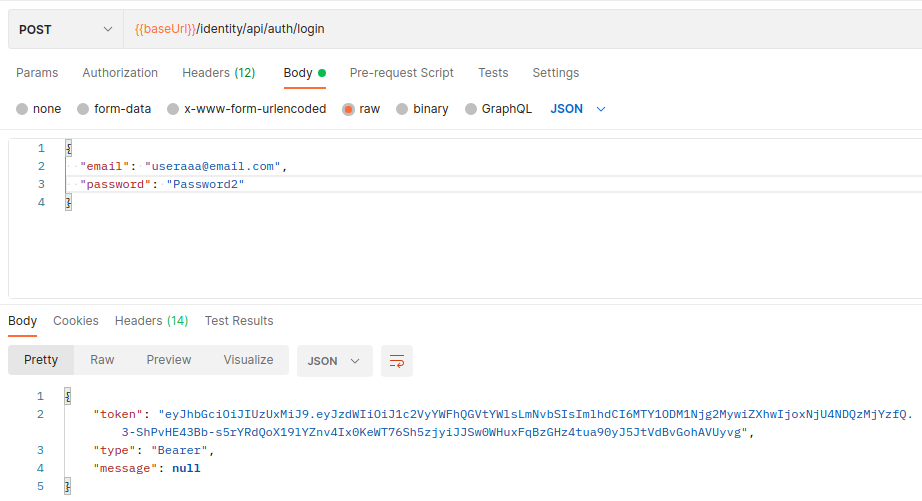 POST {{baseUrl}}/identity/api/auth/login
Params Authorization Headers (12) Body Pre-request Script Tests Settings
none form-data x-www-form-urlencoded raw binary GraphQL JSON
1 {
2 "email": "useraaa@email.com",
3 "password": "Password2"
4 }
Body Cookies Headers (14) Test Results
Pretty Raw Preview Visualize JSON
1 {
2 "token": "eyJhbGciOiJIUzUxMiJ9.eyJzdWIiOiJ1c2VyYWFhQGVtYWlsLmNvbSIsImlhdCI6MTY1ODM1Njg2MywiZXhwIjoxNjU4NDQzMjYzfQ.
3-ShPvHE43Bb-s5rYRdQoX19lYZnv4Ix0KeWT76Sh5zjyiJJSw0WHuxFqBzGHz4tua90yJ5JtVdBvGohAVUyvg",
3 "type": "Bearer",
4 "message": null
5 }